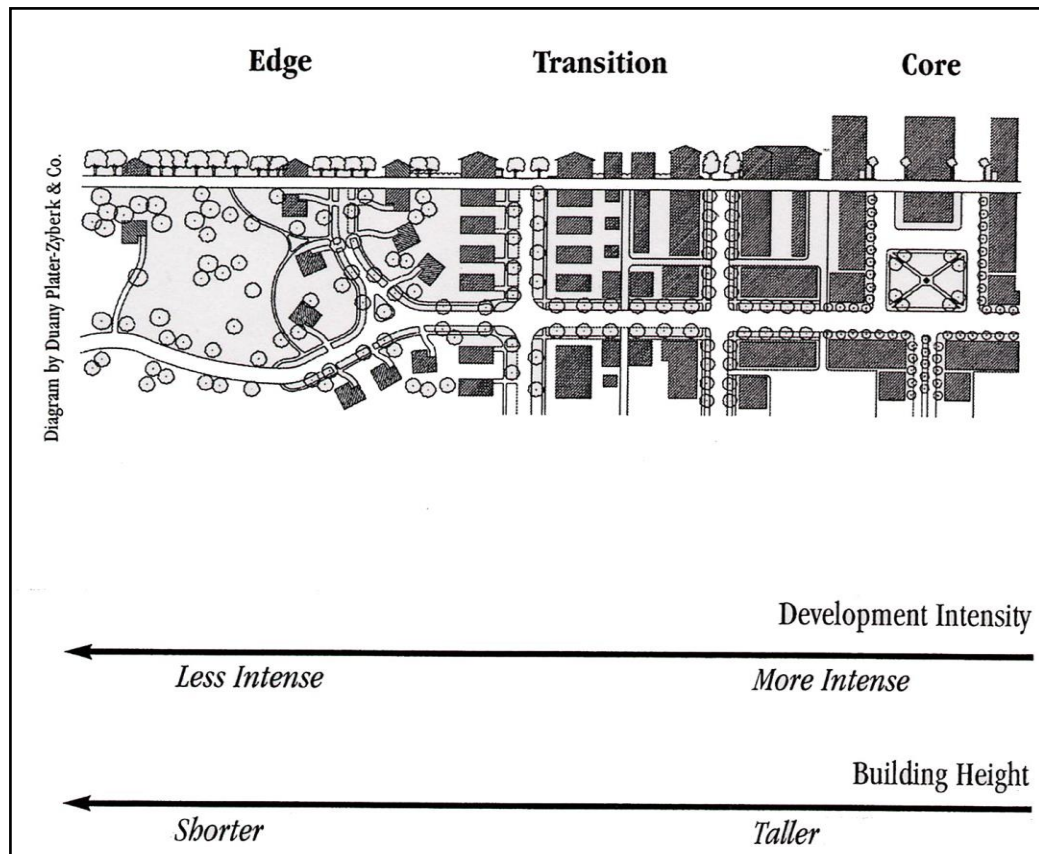 Edge Transition Core
Diagram by Duany Plater-Zyberk & Co.
Development Intensity
Less Intense More Intense
Building Height
Shorter Taller